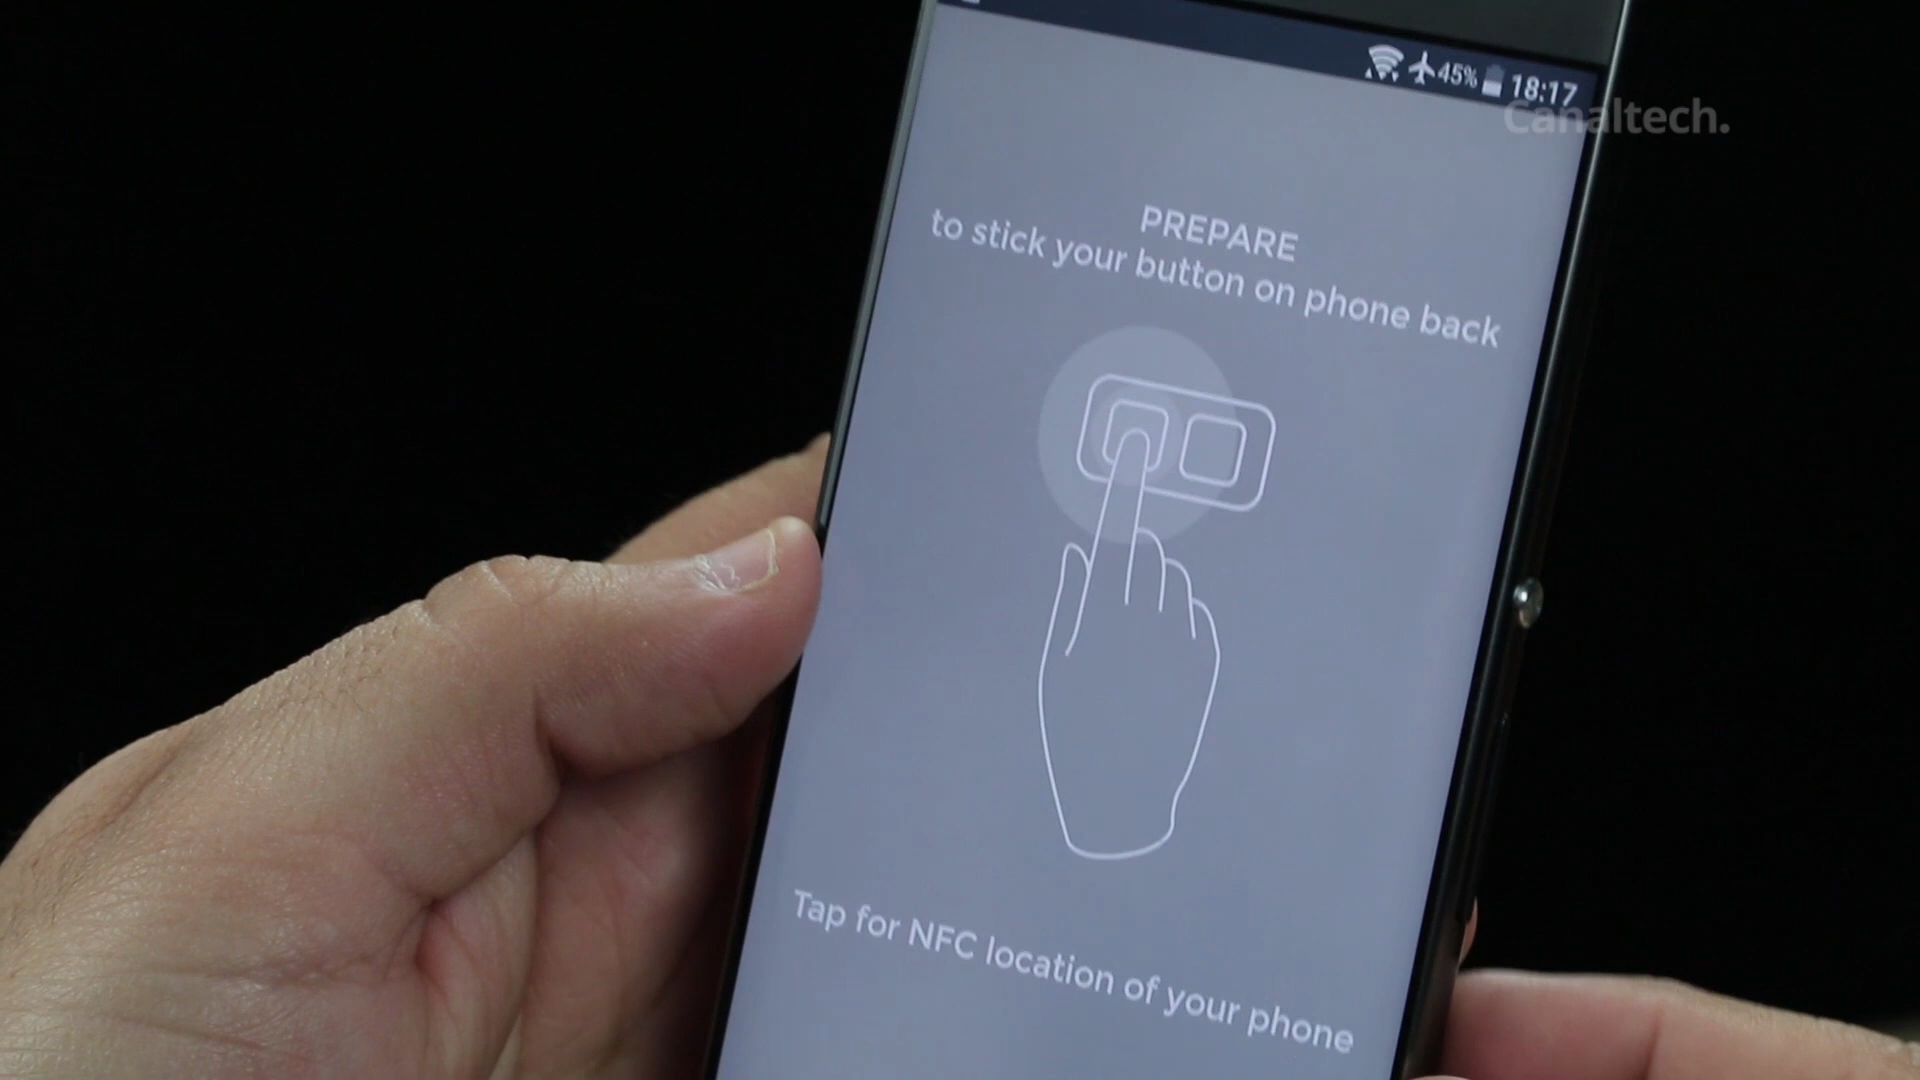 45% 18:17
Canaltech.
PREPARE
to stick your button on phone back
Tap for NFC location of your phone